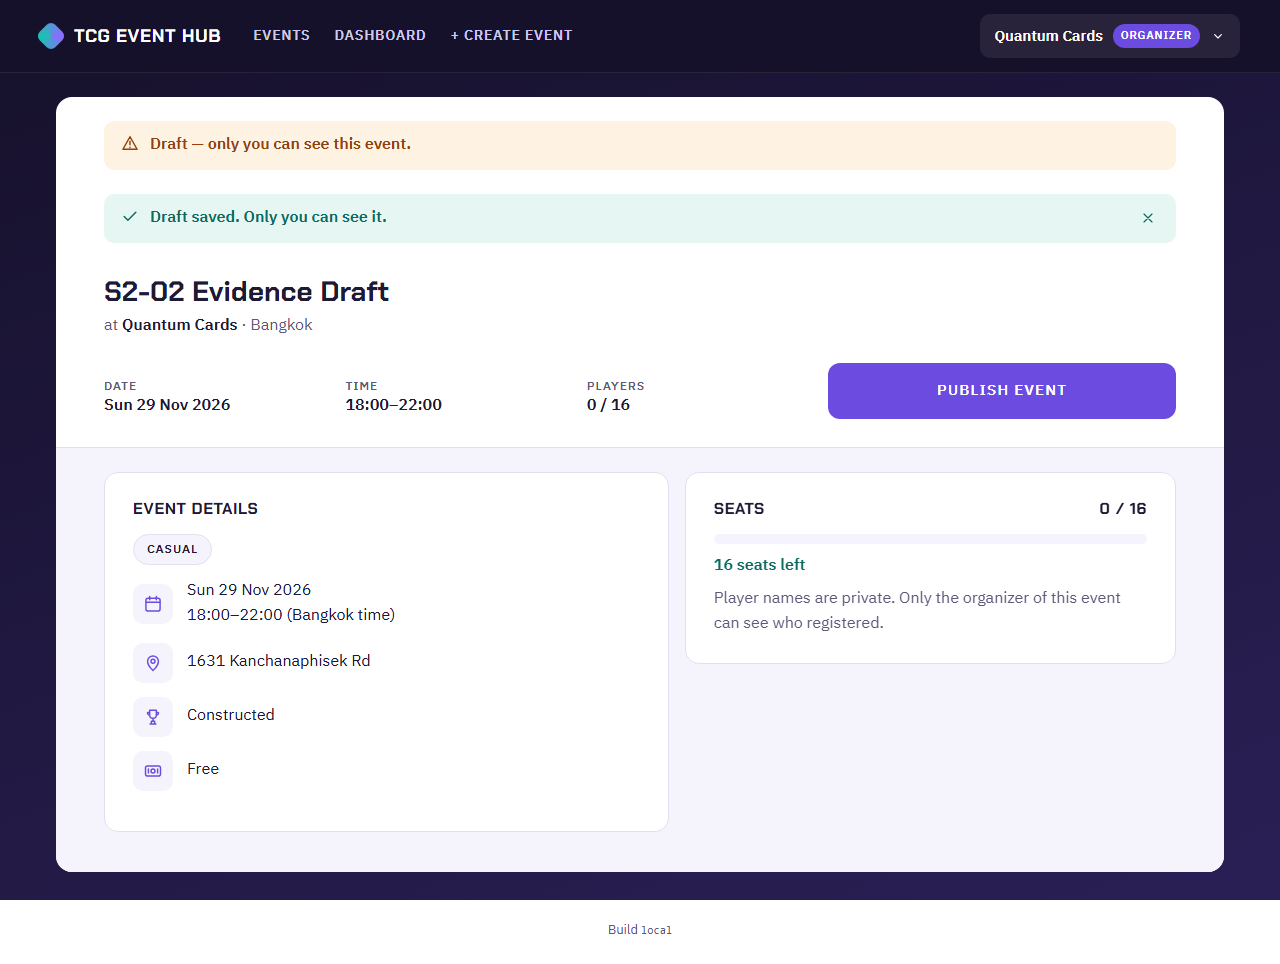 TCG EVENT HUB
EVENTS
DASHBOARD
+ CREATE EVENT
Quantum Cards
ORGANIZER
Draft — only you can see this event.
Draft saved. Only you can see it.
S2-02 Evidence Draft
at Quantum Cards · Bangkok
DATE
Sun 29 Nov 2026
TIME
18:00–22:00
PLAYERS
0 / 16
PUBLISH EVENT
EVENT DETAILS
CASUAL
Sun 29 Nov 2026
18:00–22:00 (Bangkok time)
1631 Kanchanaphisek Rd
Constructed
Free
SEATS
0 / 16
16 seats left
Player names are private. Only the organizer of this event
can see who registered.
Build local